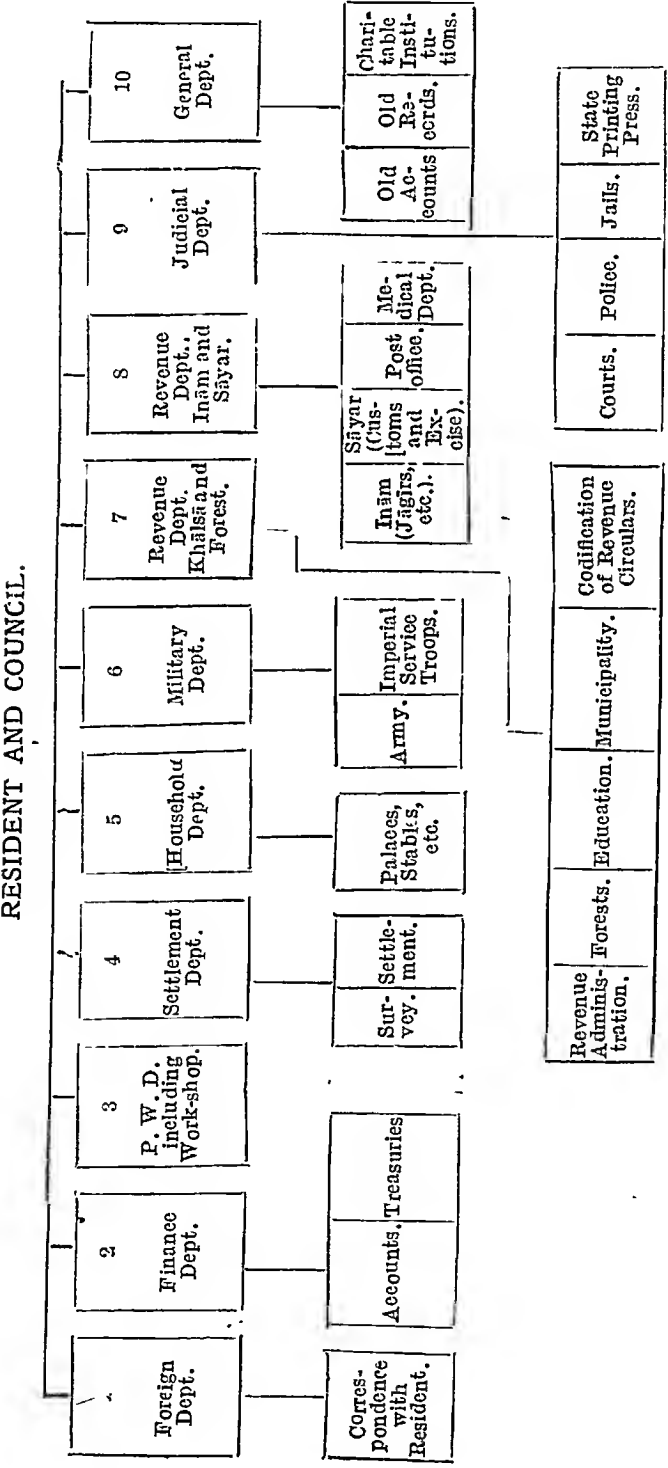 RESIDENT AND COUNCIL.
Foreign
Dept.
2
Finance
Dept.
3
P. W. D.
including
Work-shop.
4
Settlement
Dept.
5
Household
Dept.
6
Military
Dept.
7
Revenue
Dept.
Khālsā and
Forest.
8
Revenue
Dept.,
Inām and
Sāyar.
9
Judicial
Dept.
10
General
Dept.
Corres-
pondence
with
Resident.
Accounts.
Treasuries
Sur-
vey.
Settle-
ment.
Palaces,
Stables,
etc.
Army.
Imperial
Service
Troops.
Inām
(Jāgīrs,
etc.).
Sāyar
(Cus-
toms
and
Ex-
cise).
Post
office.
Me-
dical
Dept.
Old
Ac-
counts
Old
Re-
cords.
Chari-
table
Insti-
tu-
tions.
Revenue
Adminis-
tration.
Forests.
Education.
Municipality.
Codification
of Revenue
Circulars.
Courts.
Police.
Jails.
State
Printing
Press.